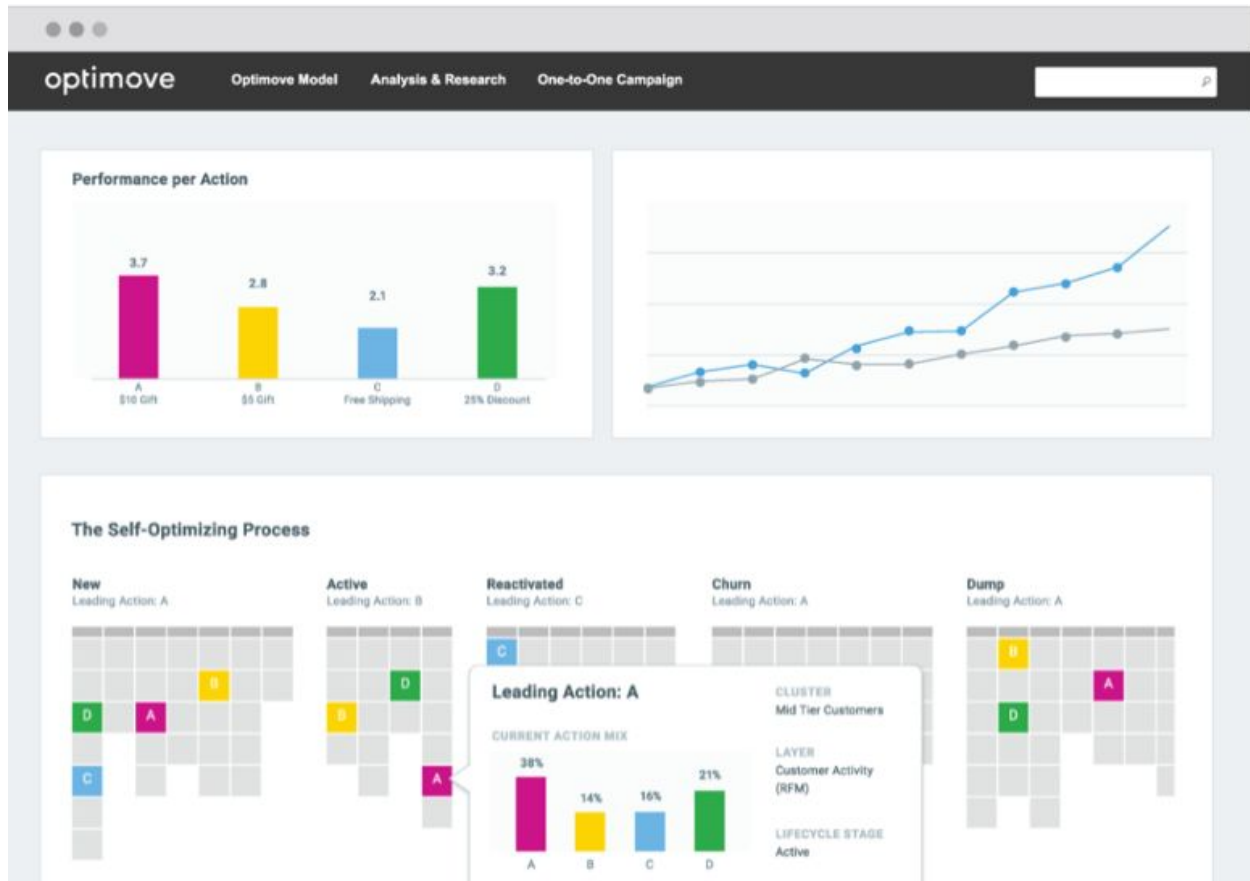 optimove
Optimove Model
Analysis & Research
One-to-One Campaign
Performance per Action
3.7
2.8
2.1
3.2
A
$10 Gift
B
$5 Gift
C
Free Shipping
D
25% Discount
The Self-Optimizing Process
New
Leading Action: A
B
D
A
C
Active
Leading Action: B
D
B
A
Reactivated
Leading Action: C
C
Churn
Leading Action: A
Dump
Leading Action: A
B
A
D
Leading Action: A
CURRENT ACTION MIX
38%
14%
16%
21%
A
B
C
D
CLUSTER
Mid Tier Customers
LAYER
Customer Activity
(RFM)
LIFECYCLE STAGE
Active